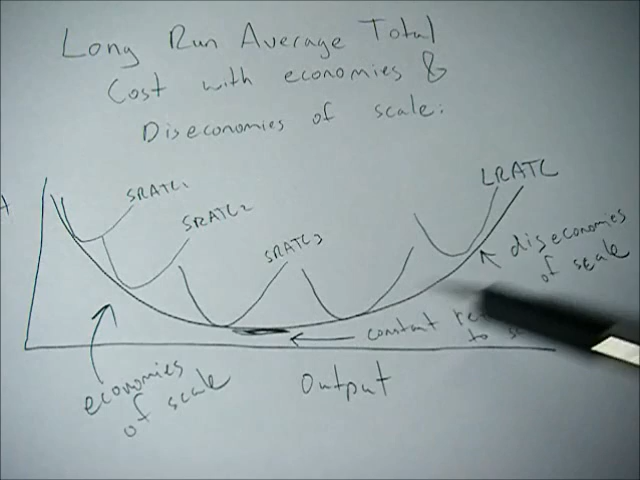 Long Run Average Total
Cost with economies &
Diseconomies of scale:
SRATC1
SRATC2
SRATC3
LRATC
diseconomies
of scale
constant
to
economies
of scale
Output